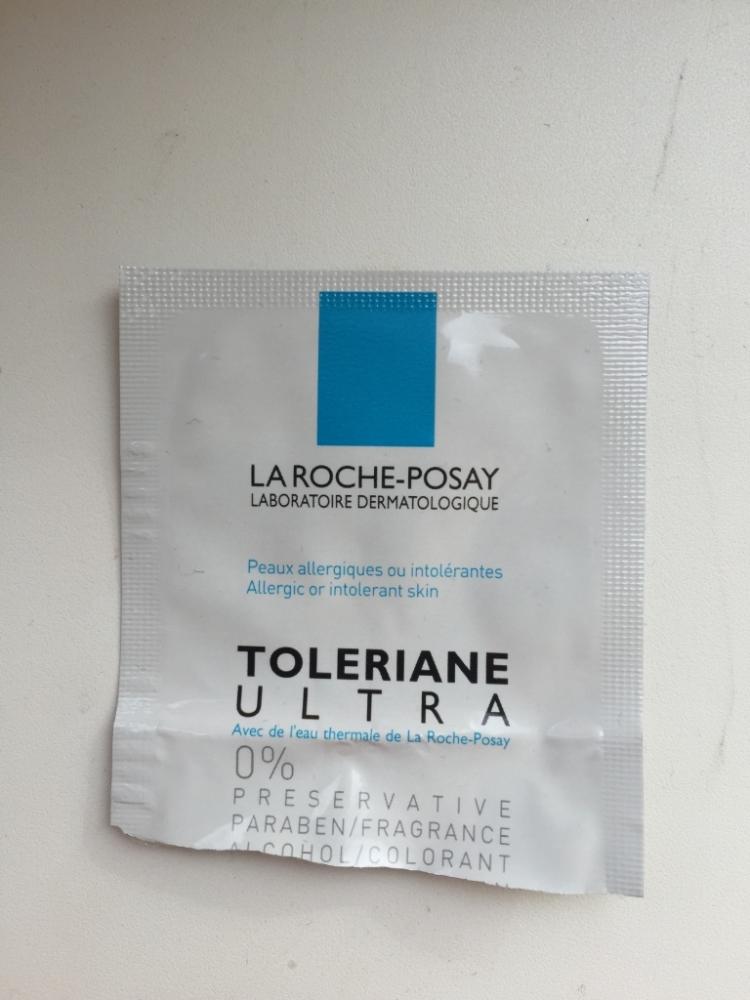 LA ROCHE-POSAY
LABORATOIRE DERMATOLOGIQUE
Peaux allergiques ou intolérantes
Allergic or intolerant skin
TOLERIANE
ULTRA
Avec de l'eau thermale de La Roche-Posay
0%
PRESERVATIVE
PARABEN/FRAGRANCE
ALCOHOL/COLORANT